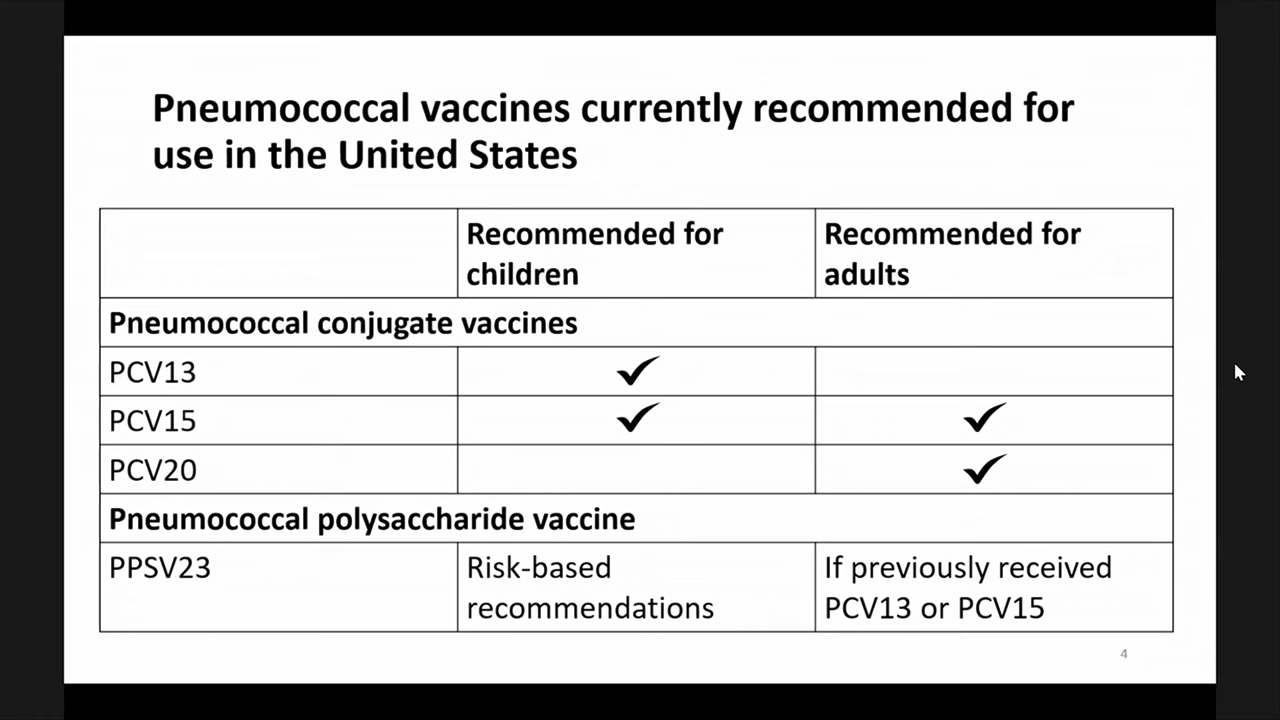 Pneumococcal vaccines currently recommended for
use in the United States
Recommended for
children
Recommended for
adults
Pneumococcal conjugate vaccines
PCV13 ✓
PCV15 ✓ ✓
PCV20 ✓
Pneumococcal polysaccharide vaccine
PPSV23
Risk-based
recommendations
If previously received
PCV13 or PCV15
4